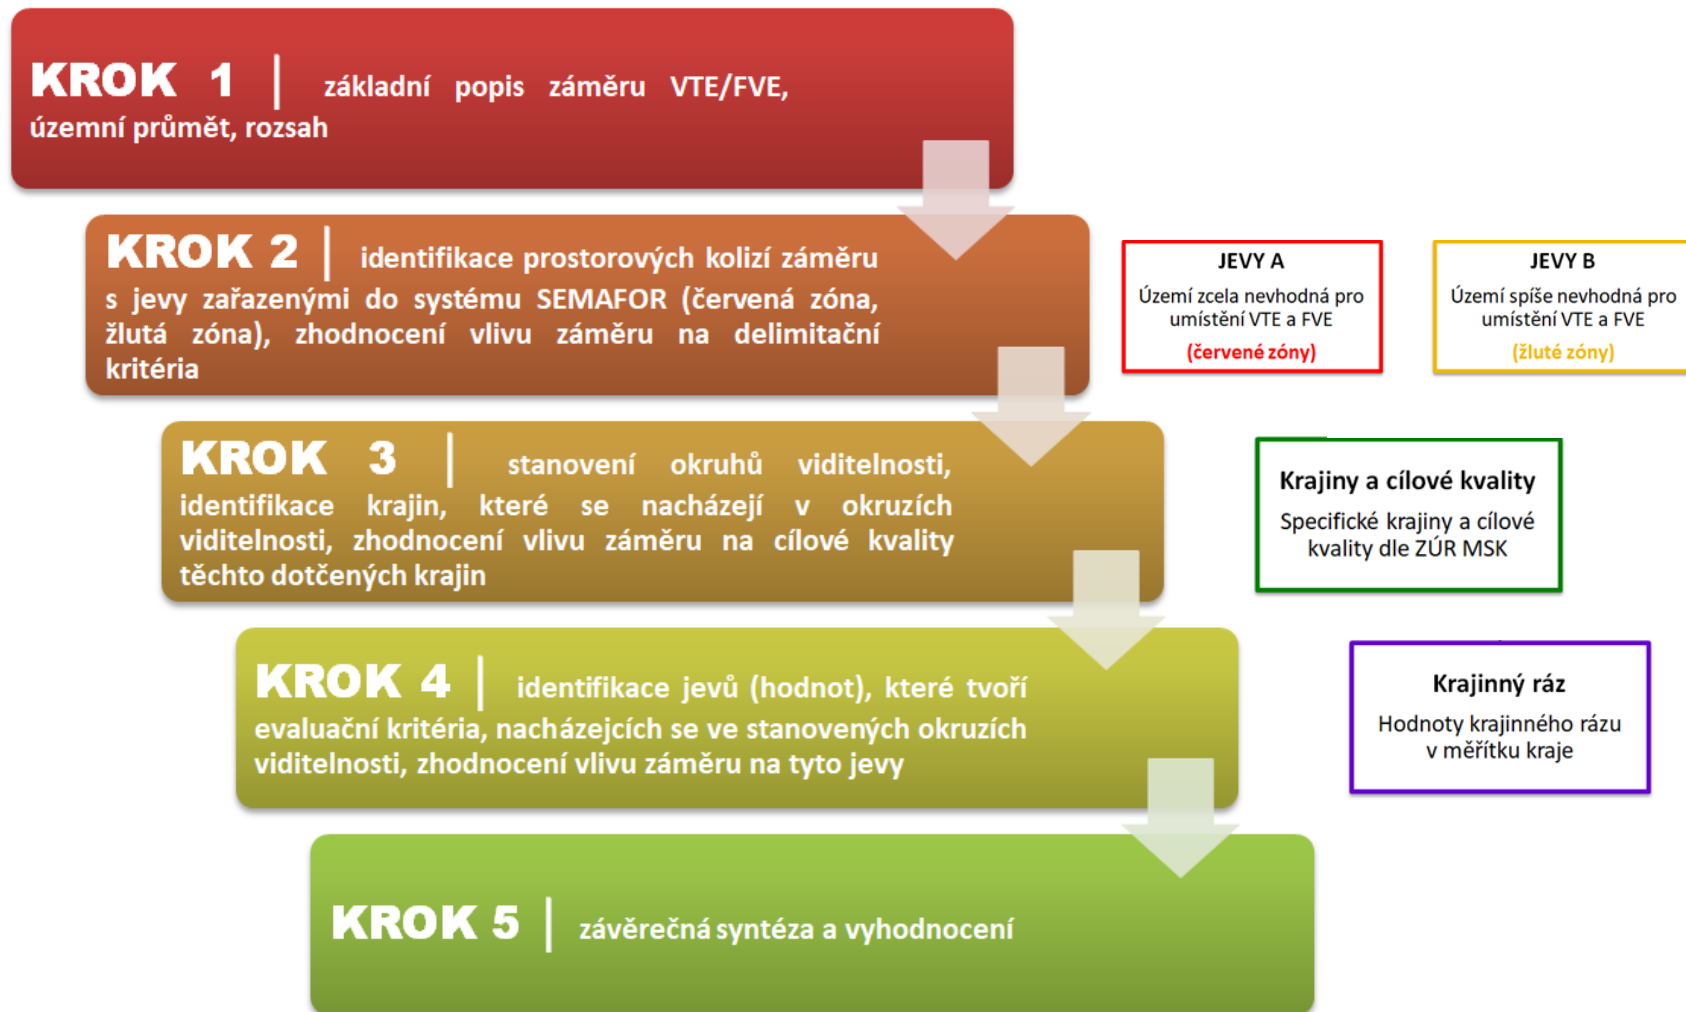 KROK 1 | základní popis záměru VTE/FVE,
územní průmět, rozsah
KROK 2 | identifikace prostorových kolizí záměru
s jevy zařazenými do systému SEMAFOR (červená zóna,
žlutá zóna), zhodnocení vlivu záměru na delimitační
kritéria
JEVY A
Území zcela nevhodná pro
umístění VTE a FVE
(červené zóny)
JEVY B
Území spíše nevhodná pro
umístění VTE a FVE
(žluté zóny)
KROK 3 | stanovení okruhů viditelnosti,
identifikace krajin, které se nacházejí v okruzích
viditelnosti, zhodnocení vlivu záměru na cílové kvality
těchto dotčených krajin
Krajiny a cílové kvality
Specifické krajiny a cílové
kvality dle ZÚR MSK
KROK 4 | identifikace jevů (hodnot), které tvoří
evaluační kritéria, nacházejcích se ve stanovených okruzích
viditelnosti, zhodnocení vlivu záměru na tyto jevy
Krajinný ráz
Hodnoty krajinného rázu
v měřítku kraje
KROK 5 | závěrečná syntéza a vyhodnocení